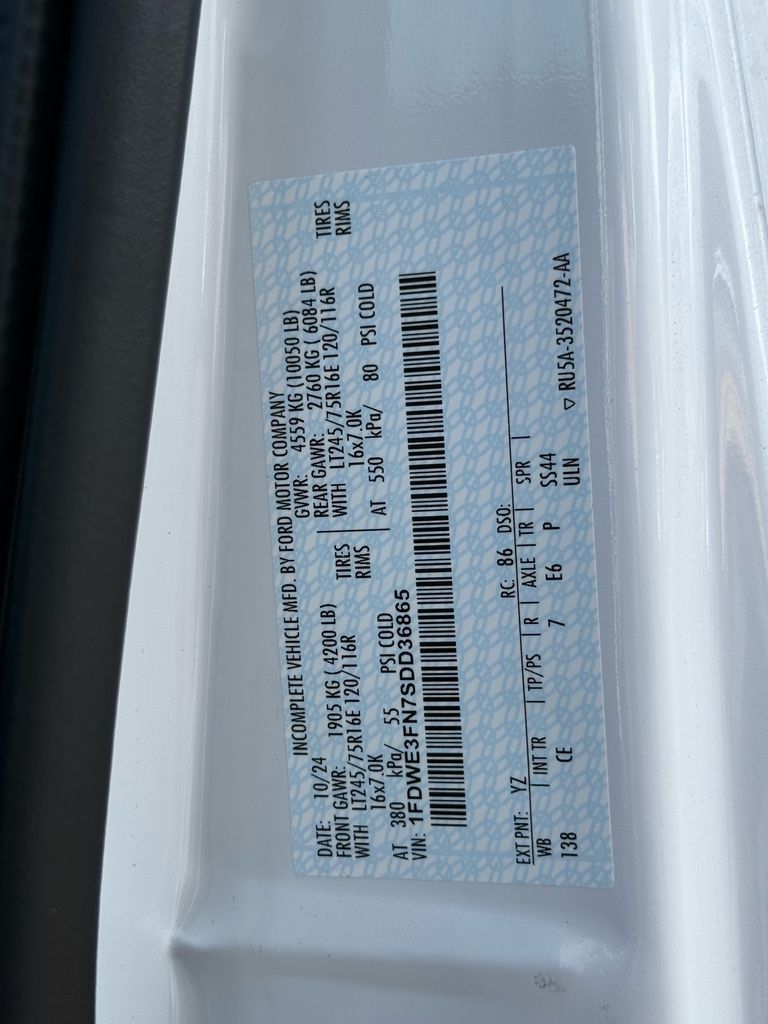 INCOMPLETE VEHICLE MFD. BY FORD MOTOR COMPANY
DATE: 10/24 GVWR: 4559 KG (10050 LB)
FRONT GAWR: 1905 KG ( 4200 LB) REAR GAWR: 2760 KG ( 6084 LB)
WITH LT245/75R16E 120/116R TIRES WITH LT245/75R16E 120/116R TIRES
16x7.0K RIMS 16x7.0K RIMS
AT 380 kPa/ 55 PSI COLD AT 550 kPa/ 80 PSI COLD
VIN: 1FDWE3FN7SDD36865
EXT PNT: YZ RC: 86 DSO:
WB INT TR TP/PS R AXLE TR SPR
138 CE 7 E6 P SS44
ULN ▽ RU5A-3520472-AA